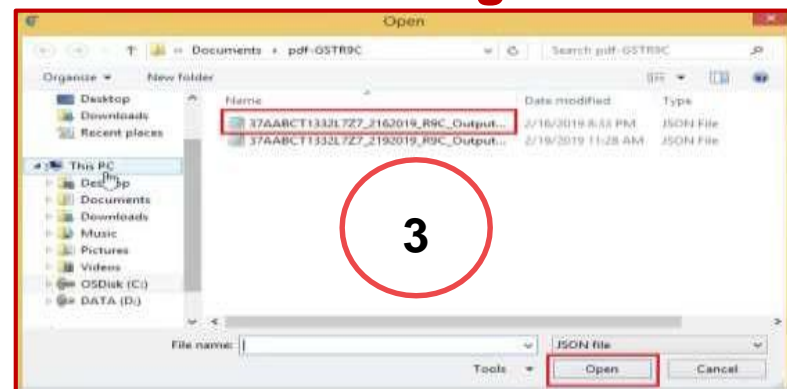 Open
Documents pdf-GSTR9C
Search pdf-GSTR9C
Organize New folder
Name Date modified Type
Desktop
Downloads
Recent places
37AABCT1332L7Z7_2162019_R9C_Output... 2/16/2019 8:33 PM JSON File
37AABCT1332L7Z7_2192019_R9C_Output... 2/19/2019 11:28 AM JSON File
This PC
Desktop
Documents
Downloads
Music
Pictures
Videos
OSDisk (C:)
DATA (D:)
3
File name: JSON file
Tools Open Cancel